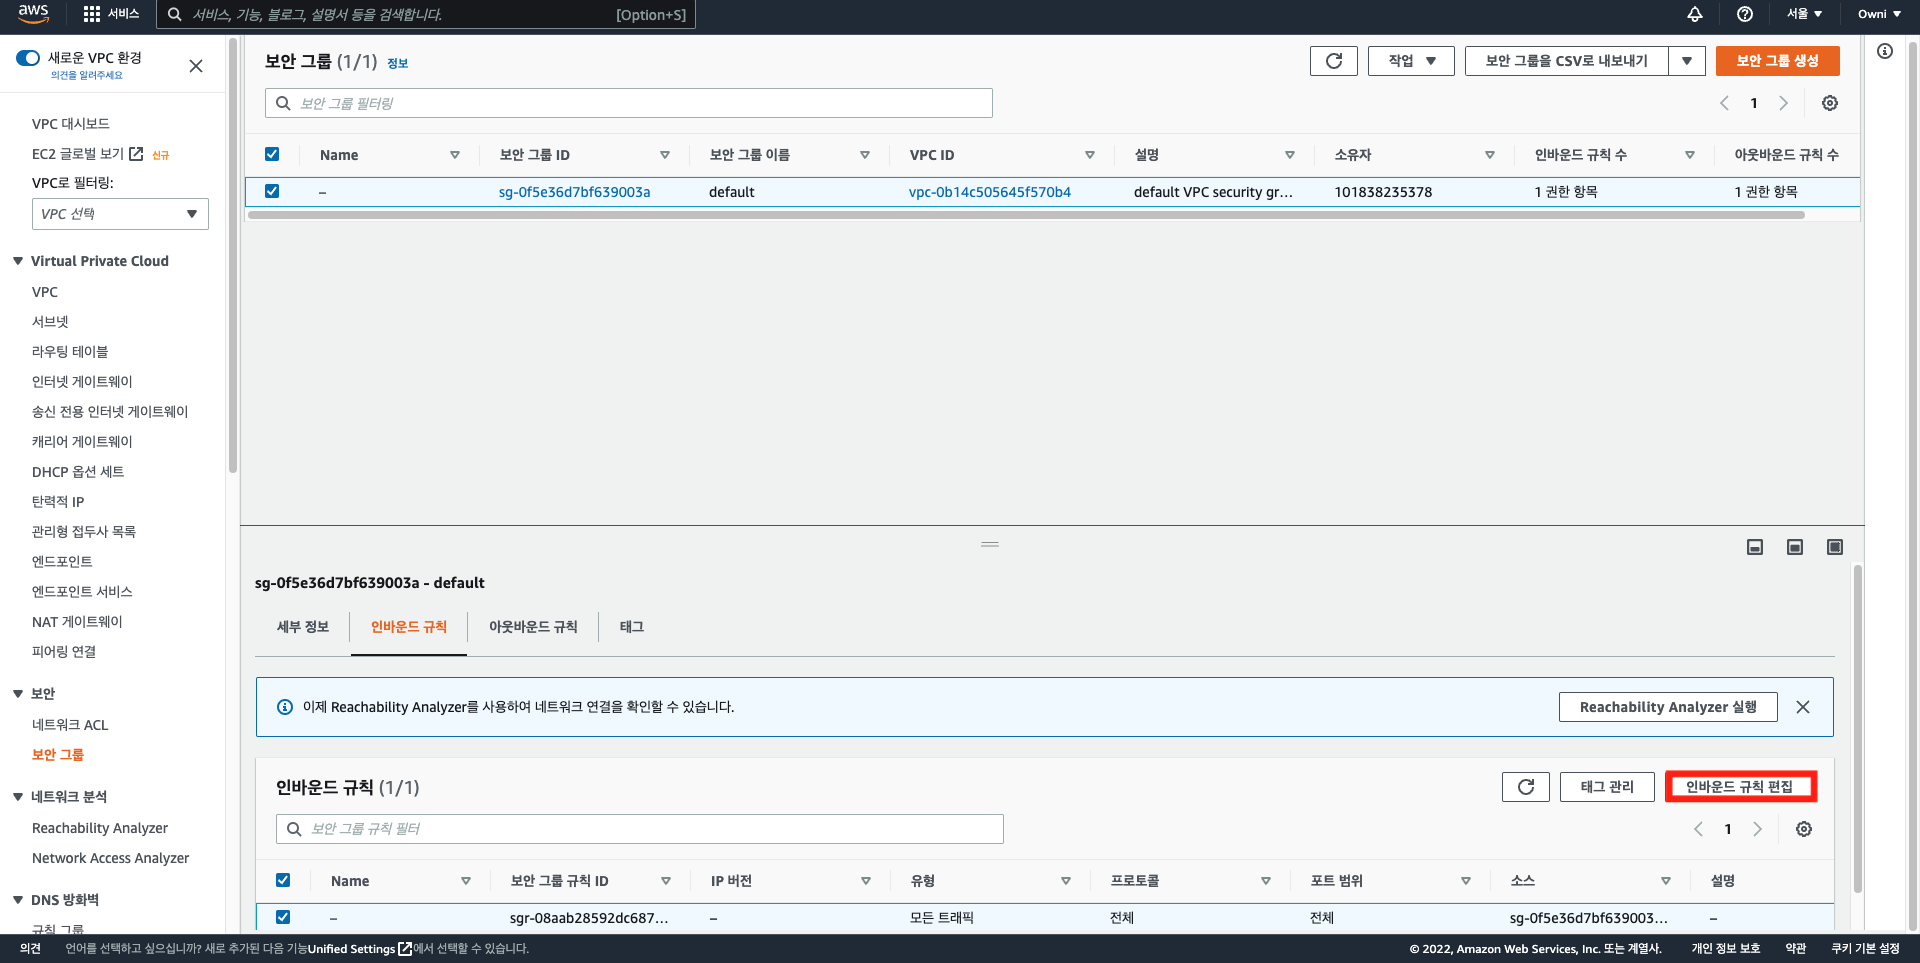 aws
서비스
서비스, 기능, 블로그, 설명서 등을 검색합니다.
[Option+S]
서울
Owni
새로운 VPC 환경
의견을 알려주세요
VPC 대시보드
EC2 글로벌 보기
신규
VPC로 필터링:
VPC 선택
Virtual Private Cloud
VPC
서브넷
라우팅 테이블
인터넷 게이트웨이
송신 전용 인터넷 게이트웨이
캐리어 게이트웨이
DHCP 옵션 세트
탄력적 IP
관리형 접두사 목록
엔드포인트
엔드포인트 서비스
NAT 게이트웨이
피어링 연결
보안
네트워크 ACL
보안 그룹
네트워크 분석
Reachability Analyzer
Network Access Analyzer
DNS 방화벽
규칙 그룹
보안 그룹 (1/1) 정보
작업
보안 그룹을 CSV로 내보내기
보안 그룹 생성
보안 그룹 필터링
1
Name
보안 그룹 ID
보안 그룹 이름
VPC ID
설명
소유자
인바운드 규칙 수
아웃바운드 규칙 수
–
sg-0f5e36d7bf639003a
default
vpc-0b14c505645f570b4
default VPC security gr...
101838235378
1 권한 항목
1 권한 항목
sg-0f5e36d7bf639003a - default
세부 정보
인바운드 규칙
아웃바운드 규칙
태그
이제 Reachability Analyzer를 사용하여 네트워크 연결을 확인할 수 있습니다.
Reachability Analyzer 실행
인바운드 규칙 (1/1)
태그 관리
인바운드 규칙 편집
보안 그룹 규칙 필터
1
Name
보안 그룹 규칙 ID
IP 버전
유형
프로토콜
포트 범위
소스
설명
–
sgr-08aab28592dc687...
–
모든 트래픽
전체
전체
sg-0f5e36d7bf639003...
–
의견
언어를 선택하고 싶으십니까? 새로 추가된 다음 기능Unified Settings에서 선택할 수 있습니다.
© 2022, Amazon Web Services, Inc. 또는 계열사.
개인 정보 보호
약관
쿠키 기본 설정